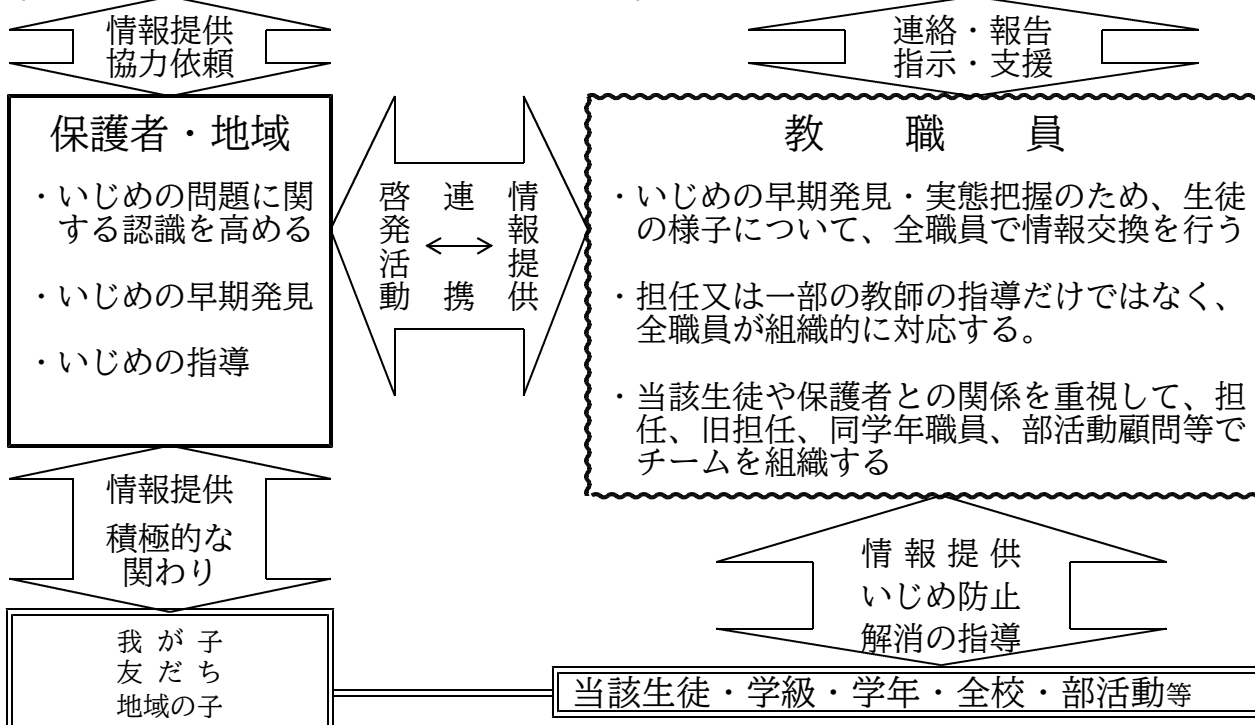 情報提供
協力依頼
連絡・報告
指示・支援
保護者・地域
・いじめの問題に関
する認識を高める
・いじめの早期発見
・いじめの指導
啓発活動
連携
情報提供
教職員
・いじめの早期発見・実態把握のため、生徒
の様子について、全職員で情報交換を行う
・担任又は一部の教師の指導だけではなく、
全職員が組織的に対応する。
・当該生徒や保護者との関係を重視して、担
任、旧担任、同学年職員、部活動顧問等で
チームを組織する
情報提供
積極的な
関わり
情報提供
いじめ防止
解消の指導
我が子
友だち
地域の子
当該生徒・学級・学年・全校・部活動等